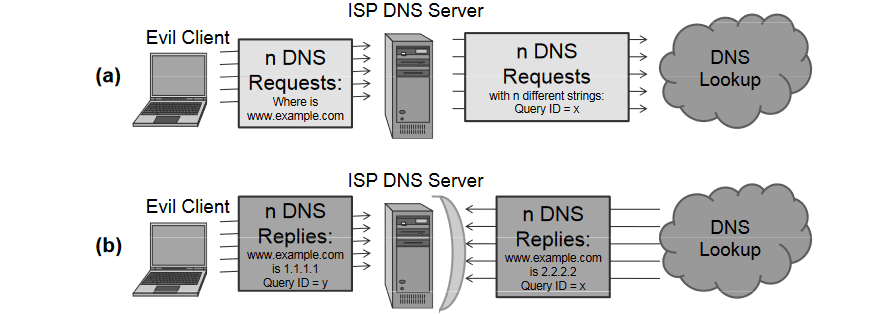 ISP DNS Server
Evil Client
(a)
n DNS
Requests:
Where is
www.example.com
n DNS
Requests
with n different strings:
Query ID = x
DNS
Lookup
ISP DNS Server
Evil Client
(b)
n DNS
Replies:
www.example.com
is 1.1.1.1
Query ID = y
n DNS
Replies:
www.example.com
is 2.2.2.2
Query ID = x
DNS
Lookup